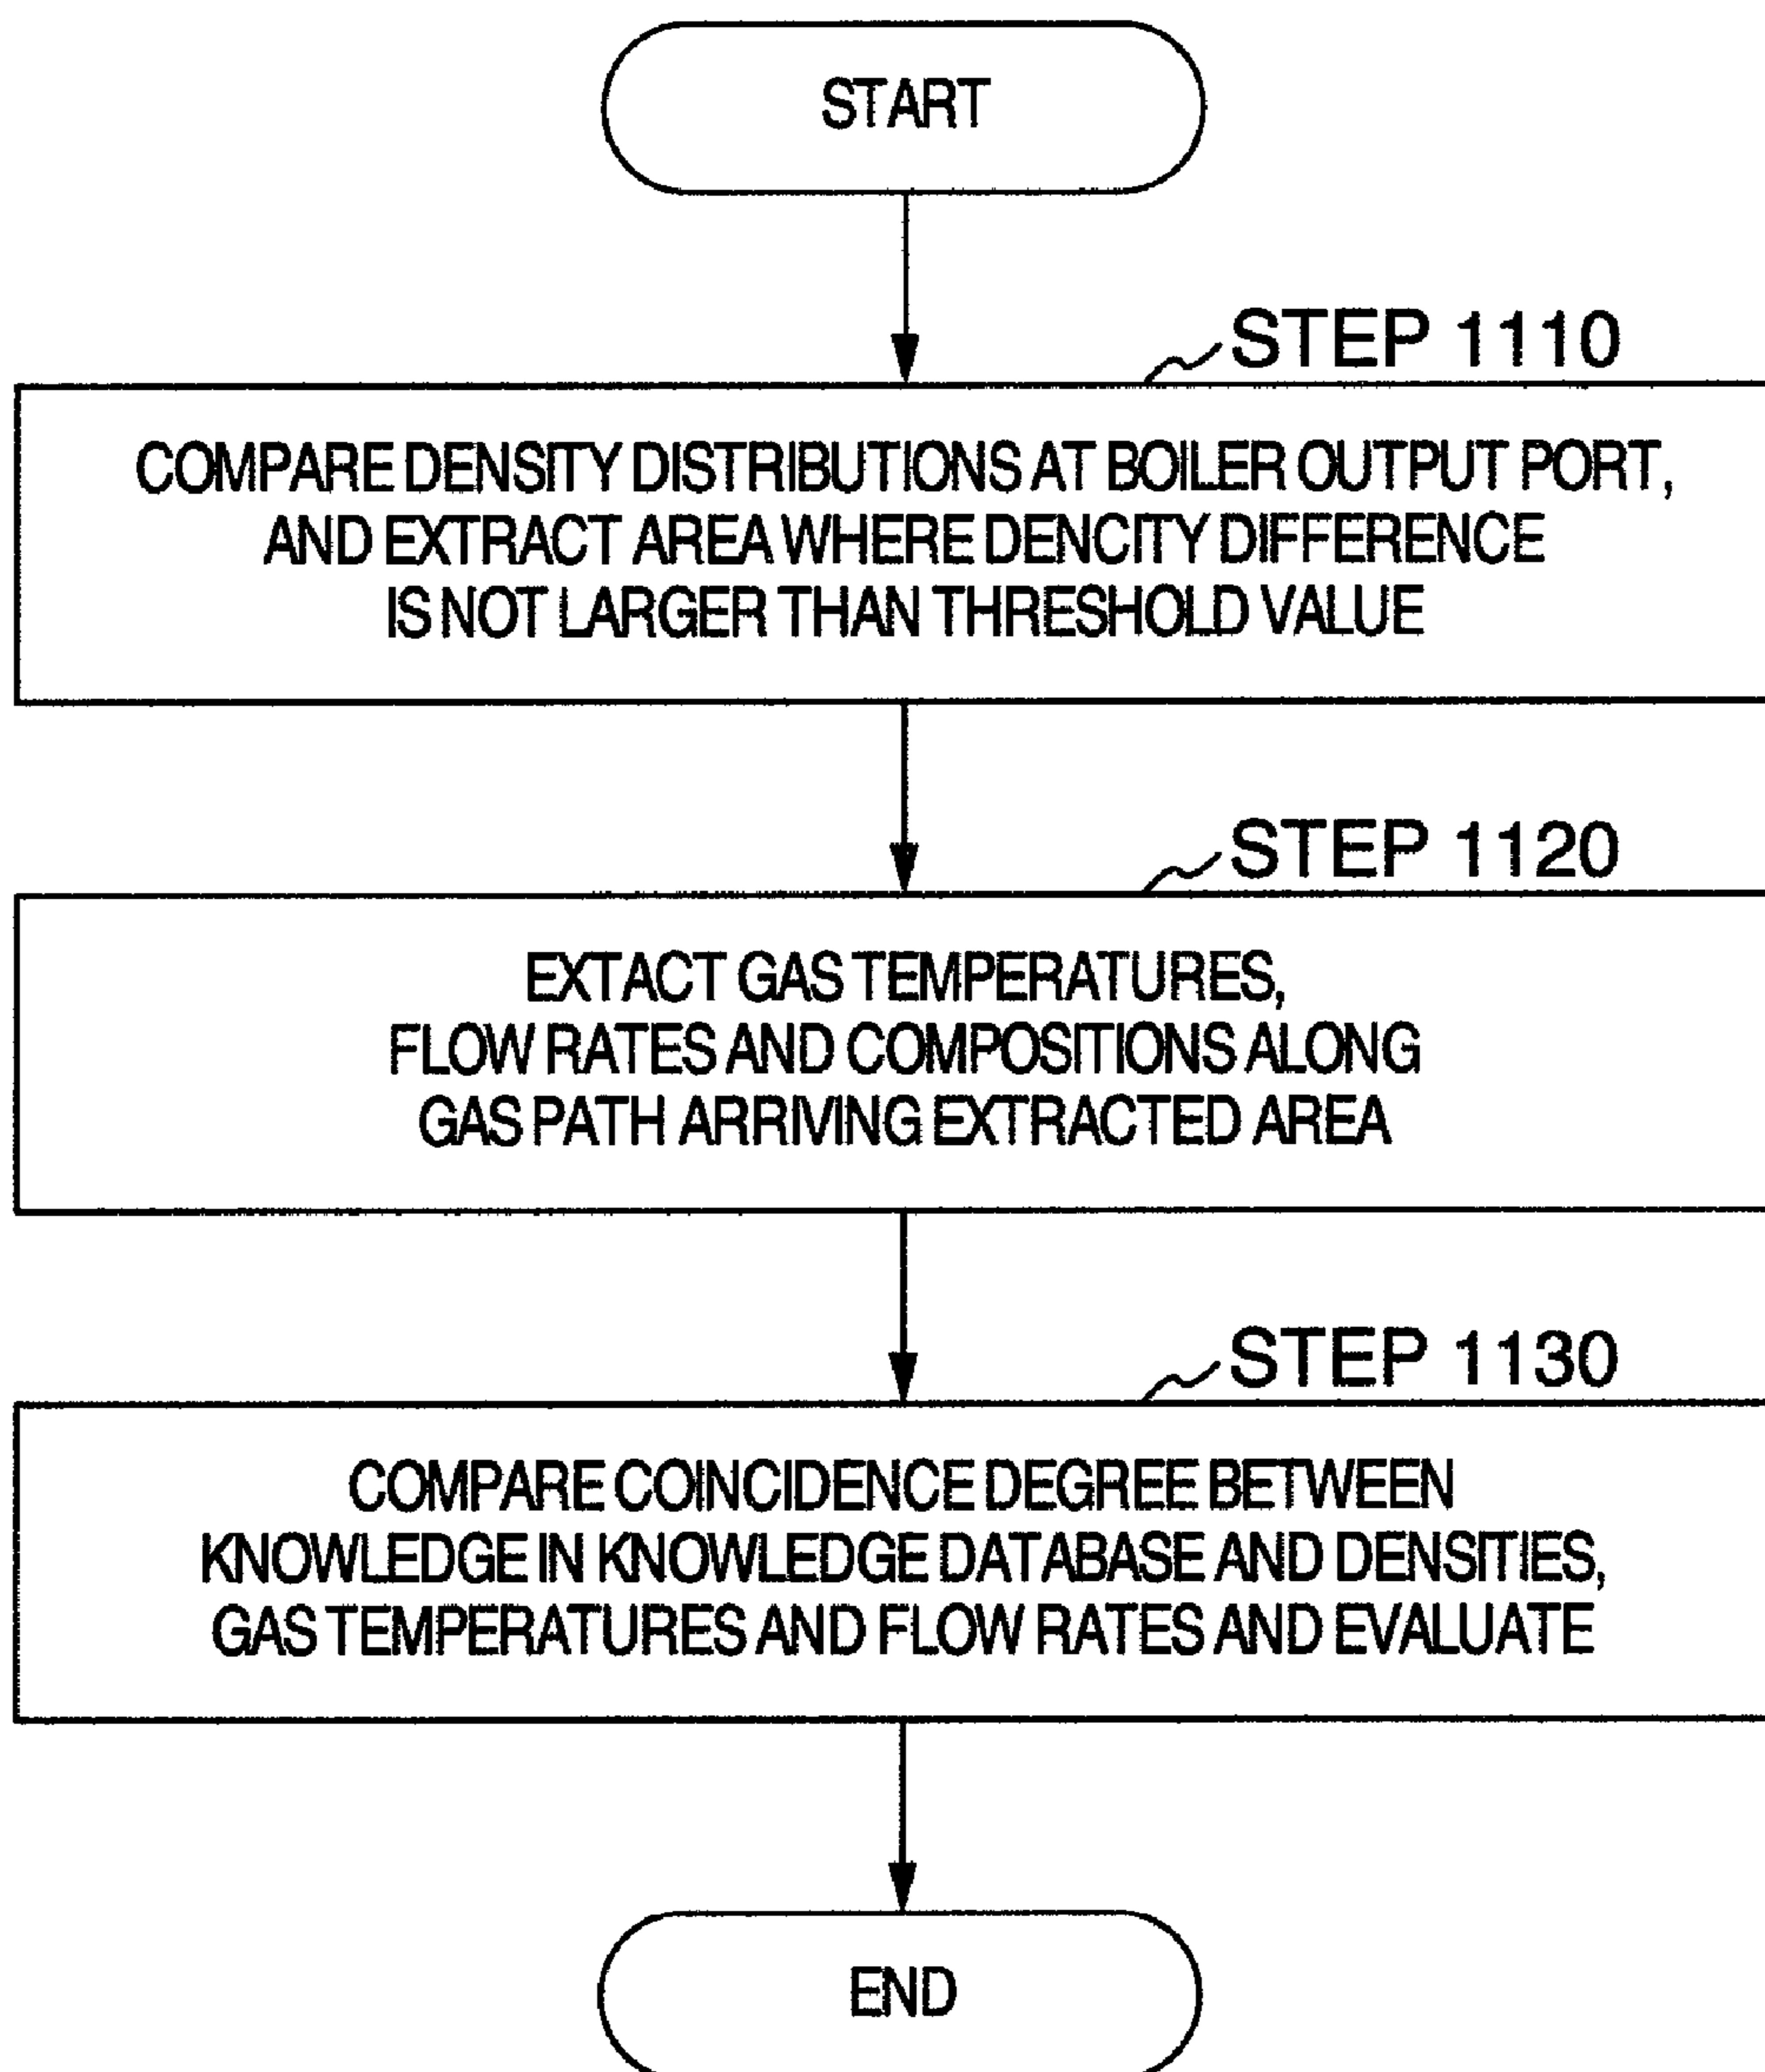 START
STEP 1110
COMPARE DENSITY DISTRIBUTIONS AT BOILER OUTPUT PORT,
AND EXTRACT AREA WHERE DENCITY DIFFERENCE
IS NOT LARGER THAN THRESHOLD VALUE
STEP 1120
EXTACT GAS TEMPERATURES,
FLOW RATES AND COMPOSITIONS ALONG
GAS PATH ARRIVING EXTRACTED AREA
STEP 1130
COMPARE COINCIDENCE DEGREE BETWEEN
KNOWLEDGE IN KNOWLEDGE DATABASE AND DENSITIES,
GAS TEMPERATURES AND FLOW RATES AND EVALUATE
END